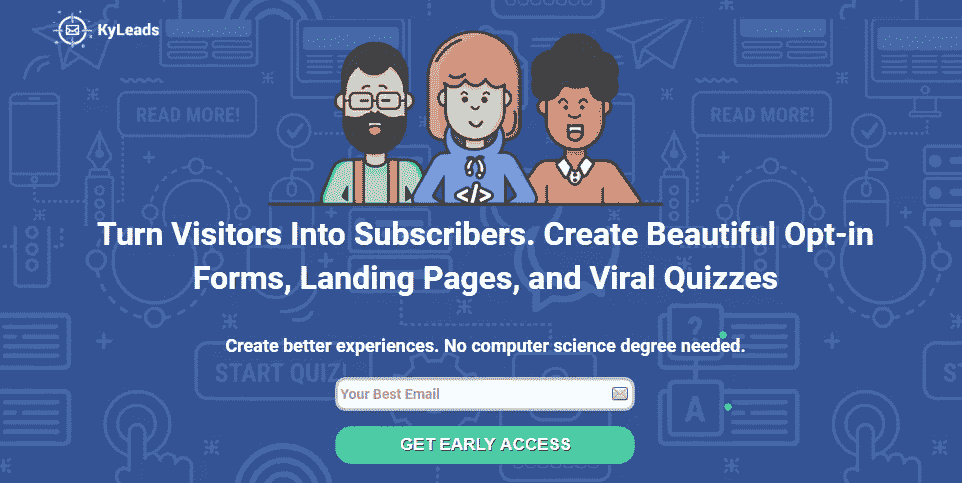 KyLeads
READ MORE!
READ MORE!
</>
Turn Visitors Into Subscribers. Create Beautiful Opt-in
Forms, Landing Pages, and Viral Quizzes
?
Create better experiences. No computer science degree needed.
START QUIZ!
S
Your Best Email
A
GET EARLY ACCESS